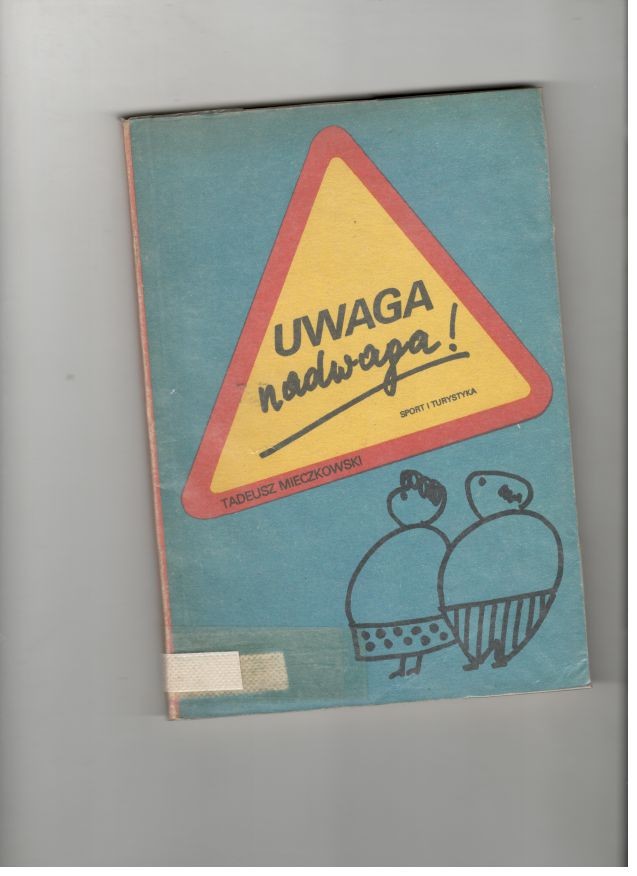 UWAGA
nadwaga!
SPORT I TURYSTYKA
TADEUSZ MIECZKOWSKI